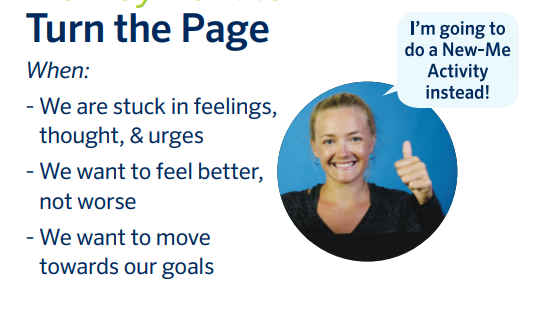 Turn the Page
When:
- We are stuck in feelings,
thought, & urges
- We want to feel better,
not worse
- We want to move
towards our goals
I'm going to
do a New-Me
Activity
instead!